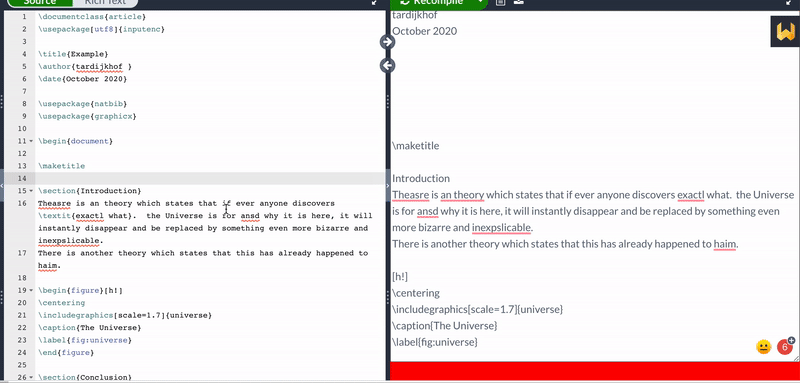 Source
Rich Text
Recompile
1 \documentclass{article}
2 \usepackage[utf8]{inputenc}
3
4 \title{Example}
5 \author{tardijkhof }
6 \date{October 2020}
7
8 \usepackage{natbib}
9 \usepackage{graphicx}
10
11 \begin{document}
12
13 \maketitle
14
15 \section{Introduction}
16 Theasre is an theory which states that if ever anyone discovers
\textit{exactl what}.  the Universe is for ansd why it is here, it will
instantly disappear and be replaced by something even more bizarre and
inexpslicable.
17 There is another theory which states that this has already happened to
haim.
18
19 \begin{figure}[h!]
20 \centering
21 \includegraphics[scale=1.7]{universe}
22 \caption{The Universe}
23 \label{fig:universe}
24 \end{figure}
25
26 \section{Conclusion}
tardijkhof
October 2020
\maketitle
Introduction
Theasre is an theory which states that if ever anyone discovers exactl what.  the Universe
is for ansd why it is here, it will instantly disappear and be replaced by something even
more bizarre and inexpslicable.
There is another theory which states that this has already happened to haim.
[h!]
\centering
\includegraphics[scale=1.7]{universe}
\caption{The Universe}
\label{fig:universe}
6